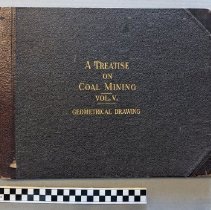 A TREATISE
ON
COAL MINING
VOL. V.
GEOMETRICAL DRAWING